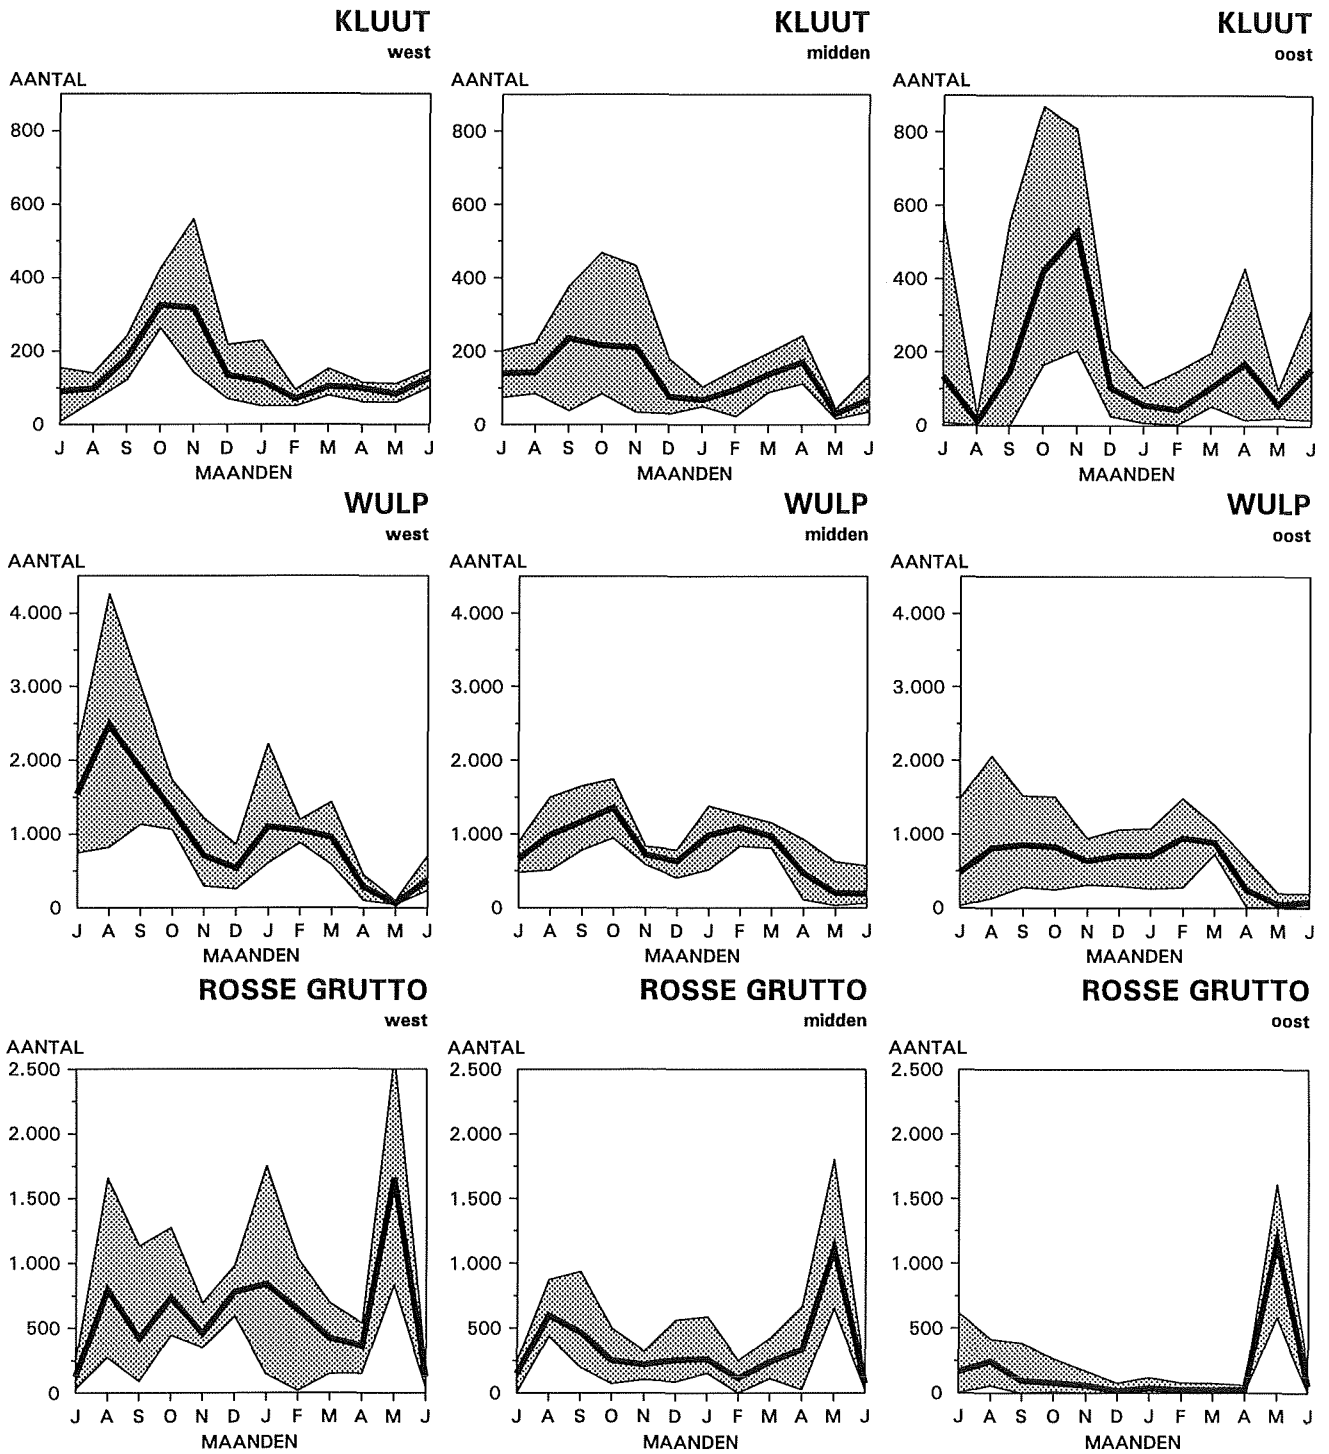 KLUUT
west
AANTAL
800
600
400
200
0
J A S O N D J F M A M J
MAANDEN
KLUUT
midden
AANTAL
800
600
400
200
0
J A S O N D J F M A M J
MAANDEN
KLUUT
oost
AANTAL
800
600
400
200
0
J A S O N D J F M A M J
MAANDEN
WULP
west
AANTAL
4.000
3.000
2.000
1.000
0
J A S O N D J F M A M J
MAANDEN
WULP
midden
AANTAL
4.000
3.000
2.000
1.000
0
J A S O N D J F M A M J
MAANDEN
WULP
oost
AANTAL
4.000
3.000
2.000
1.000
0
J A S O N D J F M A M J
MAANDEN
ROSSE GRUTTO
west
AANTAL
2.500
2.000
1.500
1.000
500
0
J A S O N D J F M A M J
MAANDEN
ROSSE GRUTTO
midden
AANTAL
2.500
2.000
1.500
1.000
500
0
J A S O N D J F M A M J
MAANDEN
ROSSE GRUTTO
oost
AANTAL
2.500
2.000
1.500
1.000
500
0
J A S O N D J F M A M J
MAANDEN